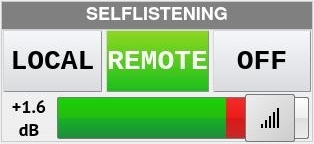 SELFLISTENING
LOCAL REMOTE OFF
+1.6
dB